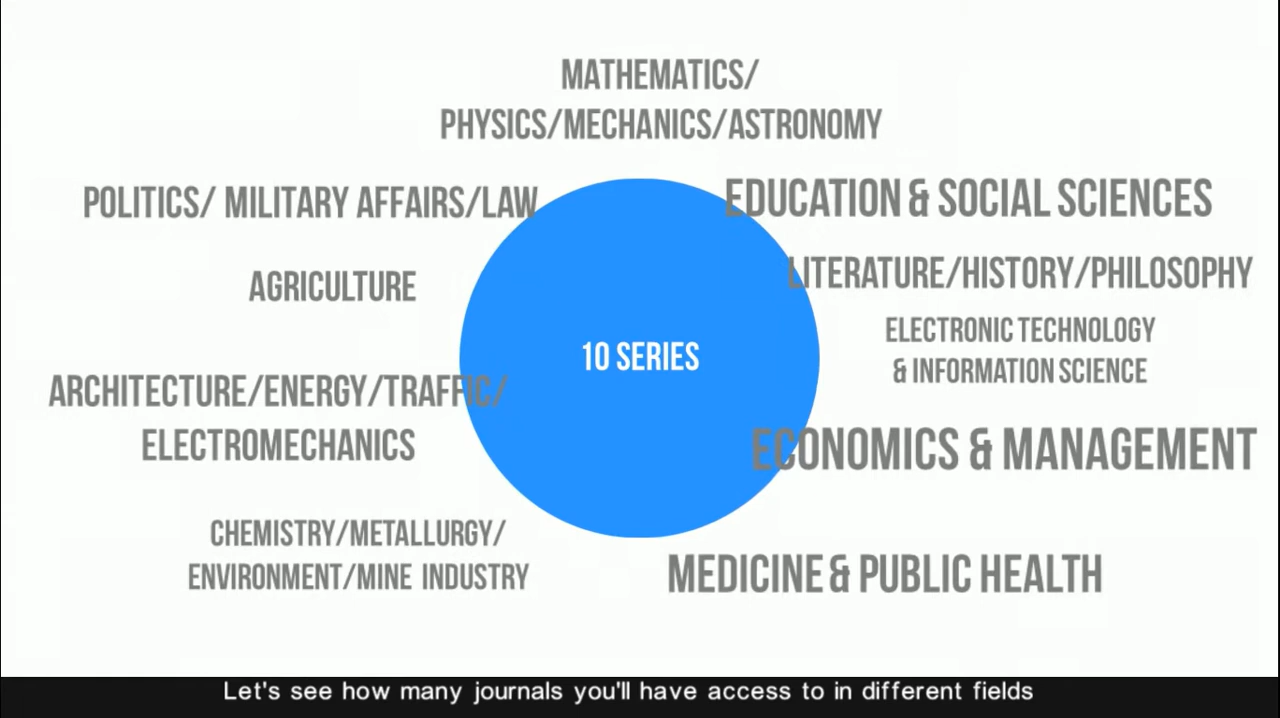 MATHEMATICS/
PHYSICS/MECHANICS/ASTRONOMY
POLITICS/ MILITARY AFFAIRS/LAW
EDUCATION & SOCIAL SCIENCES
AGRICULTURE
LITERATURE/HISTORY/PHILOSOPHY
ELECTRONIC TECHNOLOGY
& INFORMATION SCIENCE
10 SERIES
ARCHITECTURE/ENERGY/TRAFFIC/
ELECTROMECHANICS
ECONOMICS & MANAGEMENT
CHEMISTRY/METALLURGY/
ENVIRONMENT/MINE INDUSTRY
MEDICINE & PUBLIC HEALTH
Let's see how many journals you'll have access to in different fields